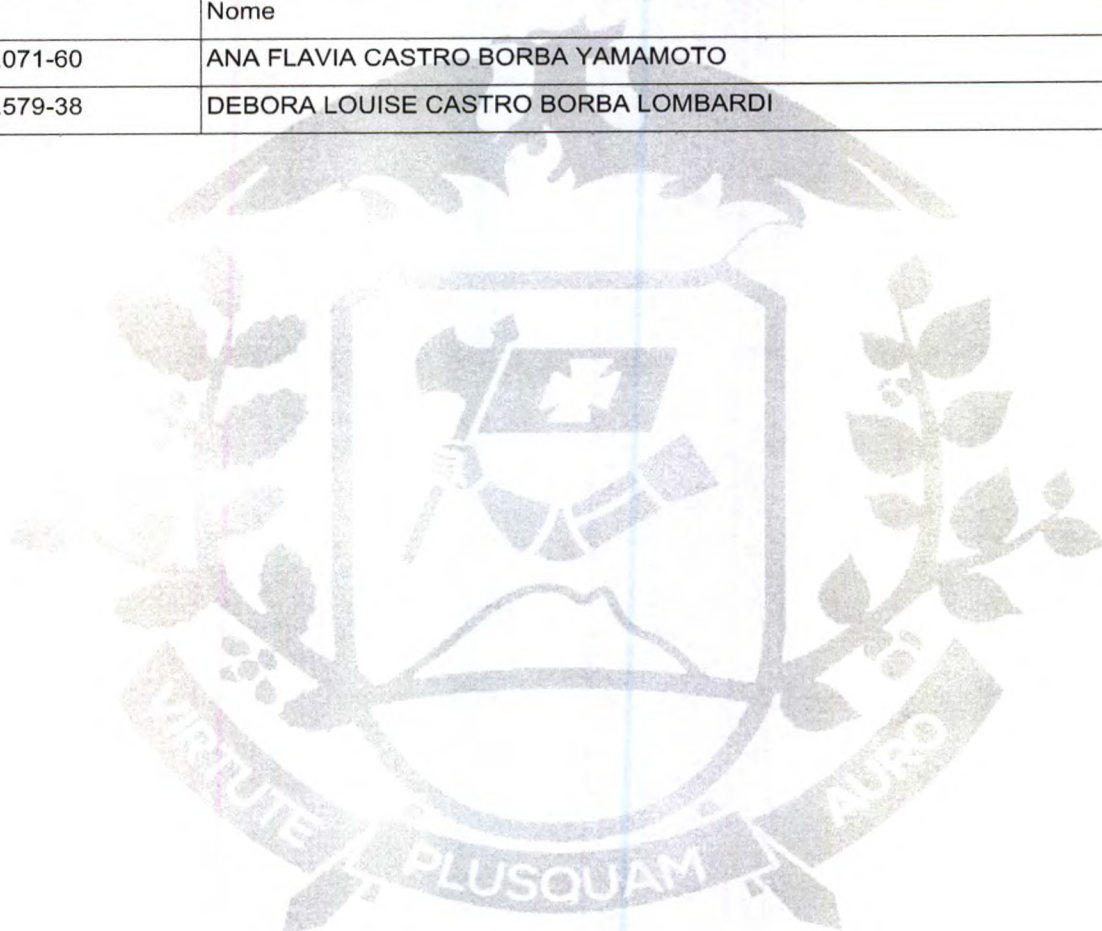 Nome
.071-60 ANA FLAVIA CASTRO BORBA YAMAMOTO
.579-38 DEBORA LOUISE CASTRO BORBA LOMBARDI
VIRTUTE PLUSQUAM AURO